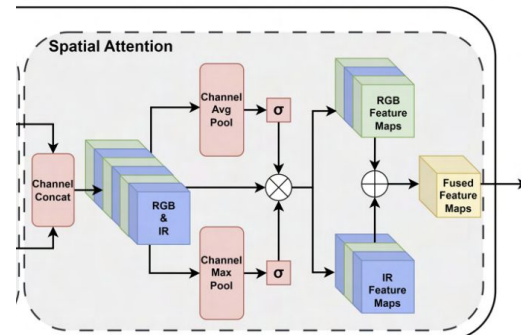 Spatial Attention
Channel
Concat
RGB
&
IR
Channel
Avg
Pool
σ
Channel
Max
Pool
σ
RGB
Feature
Maps
IR
Feature
Maps
Fused
Feature
Maps